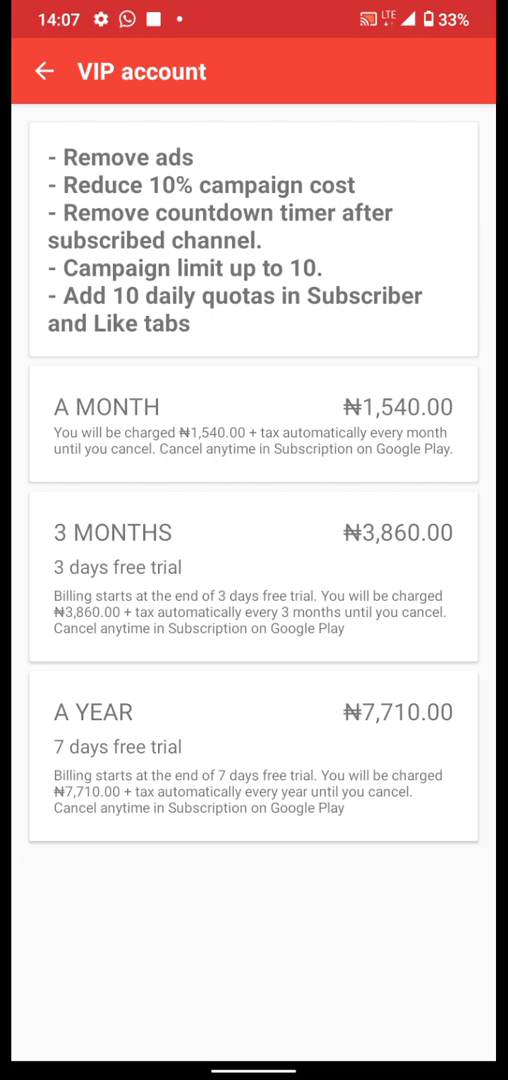 14:07 LTE 33%
VIP account
- Remove ads
- Reduce 10% campaign cost
- Remove countdown timer after
subscribed channel.
- Campaign limit up to 10.
- Add 10 daily quotas in Subscriber
and Like tabs
A MONTH ₦1,540.00
You will be charged ₦1,540.00 + tax automatically every month
until you cancel. Cancel anytime in Subscription on Google Play.
3 MONTHS ₦3,860.00
3 days free trial
Billing starts at the end of 3 days free trial. You will be charged
₦3,860.00 + tax automatically every 3 months until you cancel.
Cancel anytime in Subscription on Google Play
A YEAR ₦7,710.00
7 days free trial
Billing starts at the end of 7 days free trial. You will be charged
₦7,710.00 + tax automatically every year until you cancel.
Cancel anytime in Subscription on Google Play